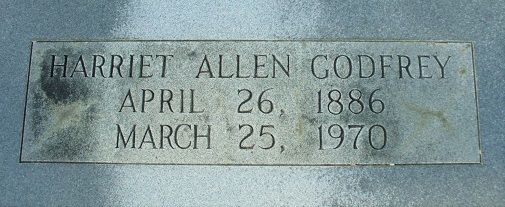 HARRIET ALLEN GODFREY
APRIL 26, 1886
MARCH 25, 1970